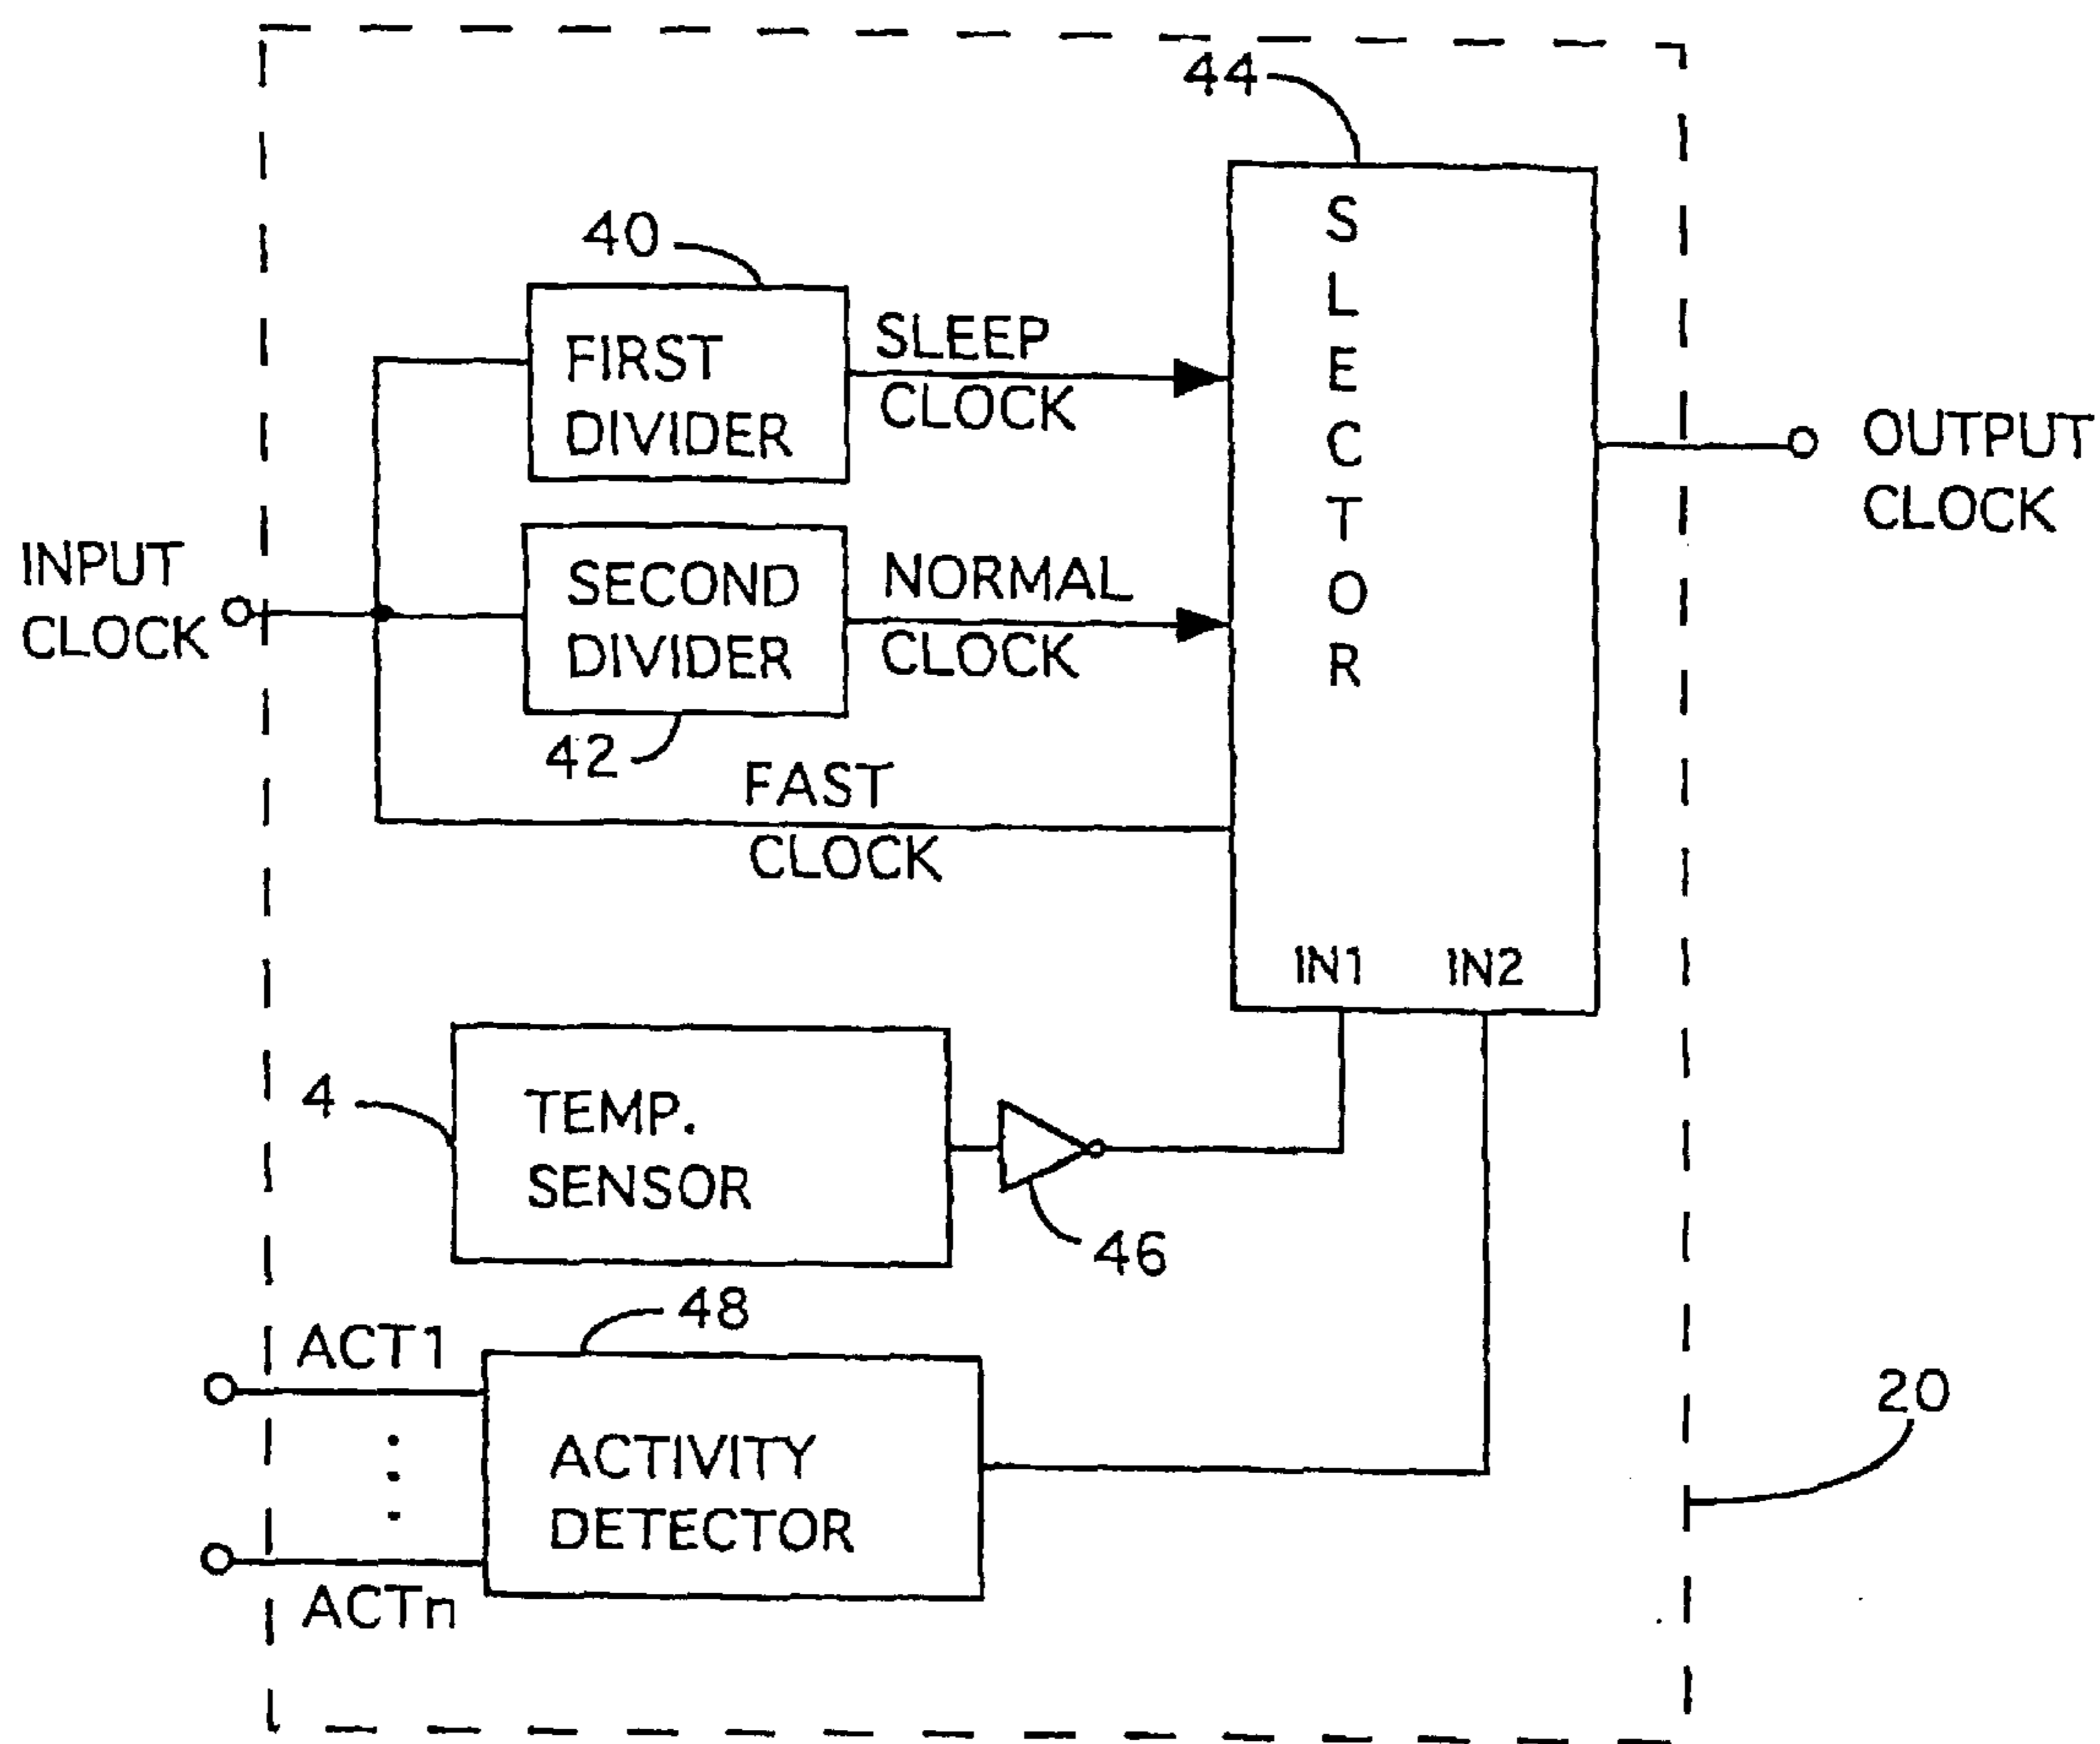 44
40
FIRST
DIVIDER
SLEEP
CLOCK
S
L
E
C
T
O
R
OUTPUT
CLOCK
INPUT
CLOCK
SECOND
DIVIDER
NORMAL
CLOCK
42
FAST
CLOCK
IN1 IN2
4
TEMP.
SENSOR
46
48
ACT1
ACTIVITY
DETECTOR
ACTn
20